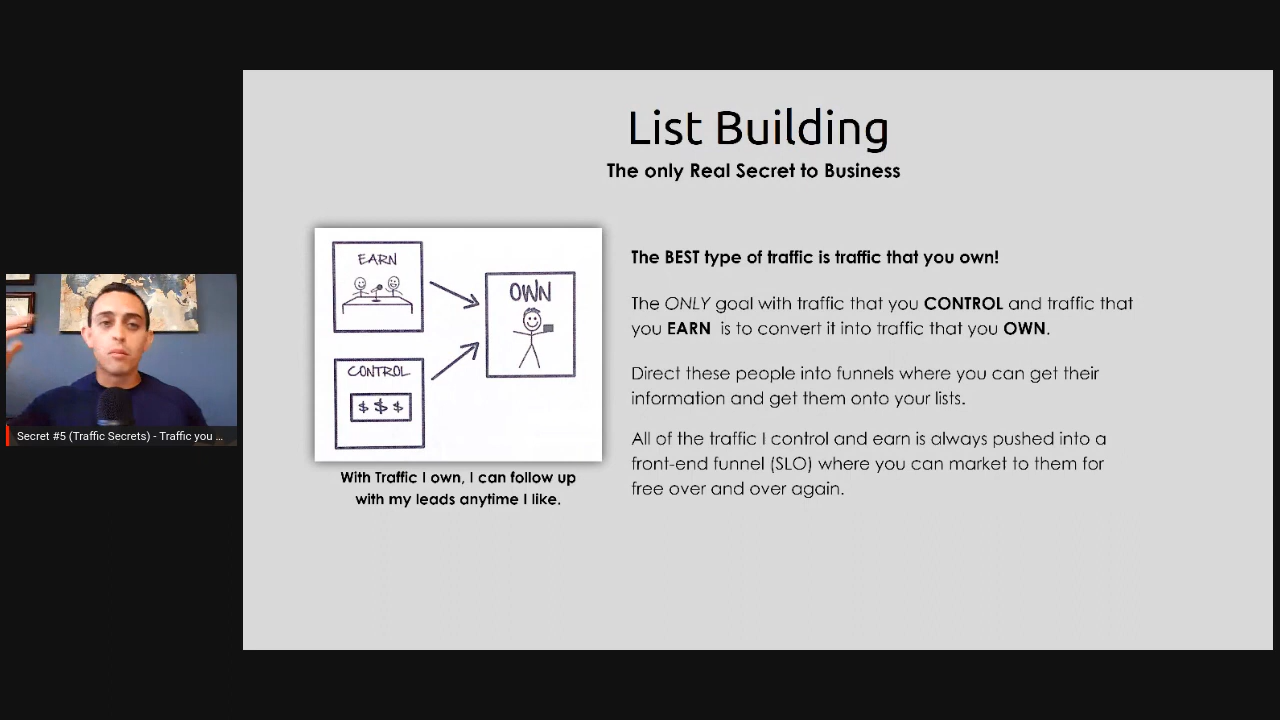 List Building
The only Real Secret to Business
EARN
OWN
CONTROL
$ $ $
With Traffic I own, I can follow up
with my leads anytime I like.
The BEST type of traffic is traffic that you own!
The ONLY goal with traffic that you CONTROL and traffic that
you EARN is to convert it into traffic that you OWN.
Direct these people into funnels where you can get their
information and get them onto your lists.
All of the traffic I control and earn is always pushed into a
front-end funnel (SLO) where you can market to them for
free over and over again.
Secret #5 (Traffic Secrets) - Traffic you ...